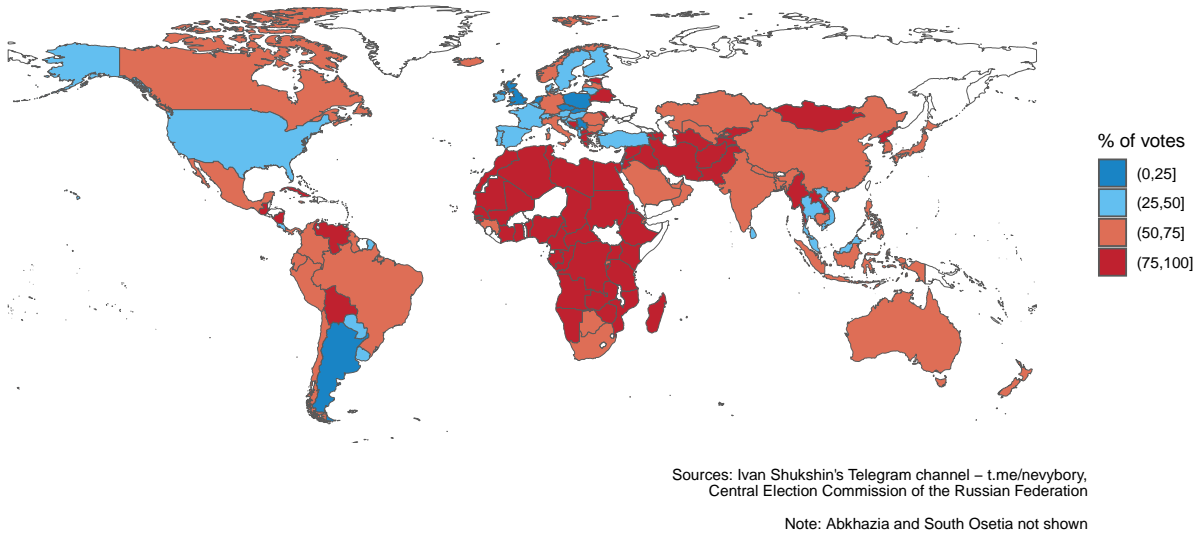 % of votes
(0,25]
(25,50]
(50,75]
(75,100]
Sources: Ivan Shukshin's Telegram channel – t.me/nevybory,
Central Election Commission of the Russian Federation
Note: Abkhazia and South Osetia not shown